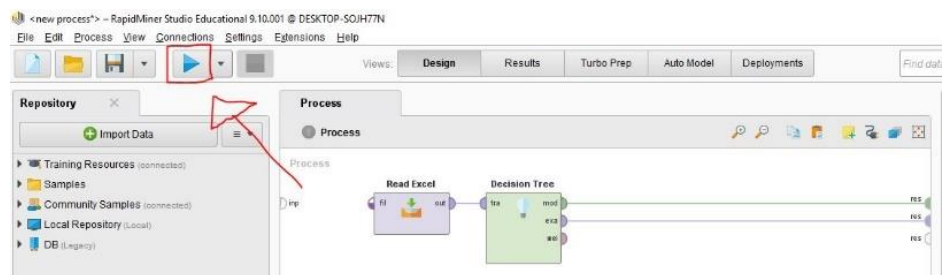 <new process*> – RapidMiner Studio Educational 9.10.001 @ DESKTOP-SOJH77N
File Edit Process View Connections Settings Extensions Help
Views: Design Results Turbo Prep Auto Model Deployments Find data
Repository
Process
Import Data
Process
Training Resources (connected)
Process
Samples
Read Excel Decision Tree
Community Samples (connected)
inp fil out tra mod res
Local Repository (Local)
exa res
DB (Legacy)
wei res